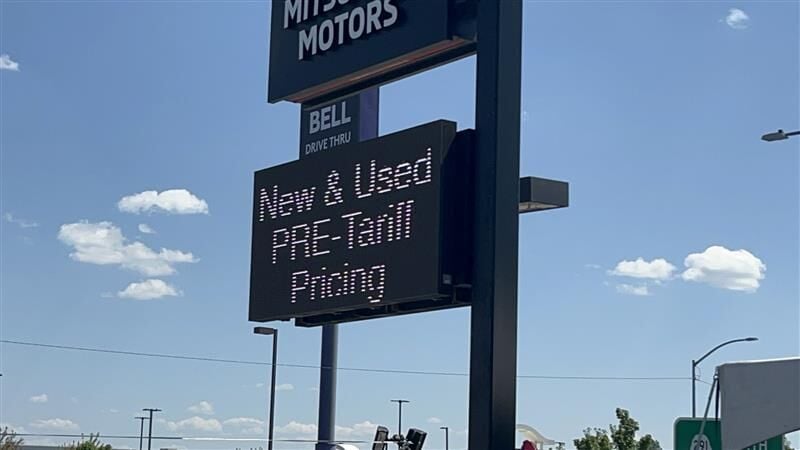 MOTORS
BELL
DRIVE THRU
New & Used
PRE-Tariff
Pricing